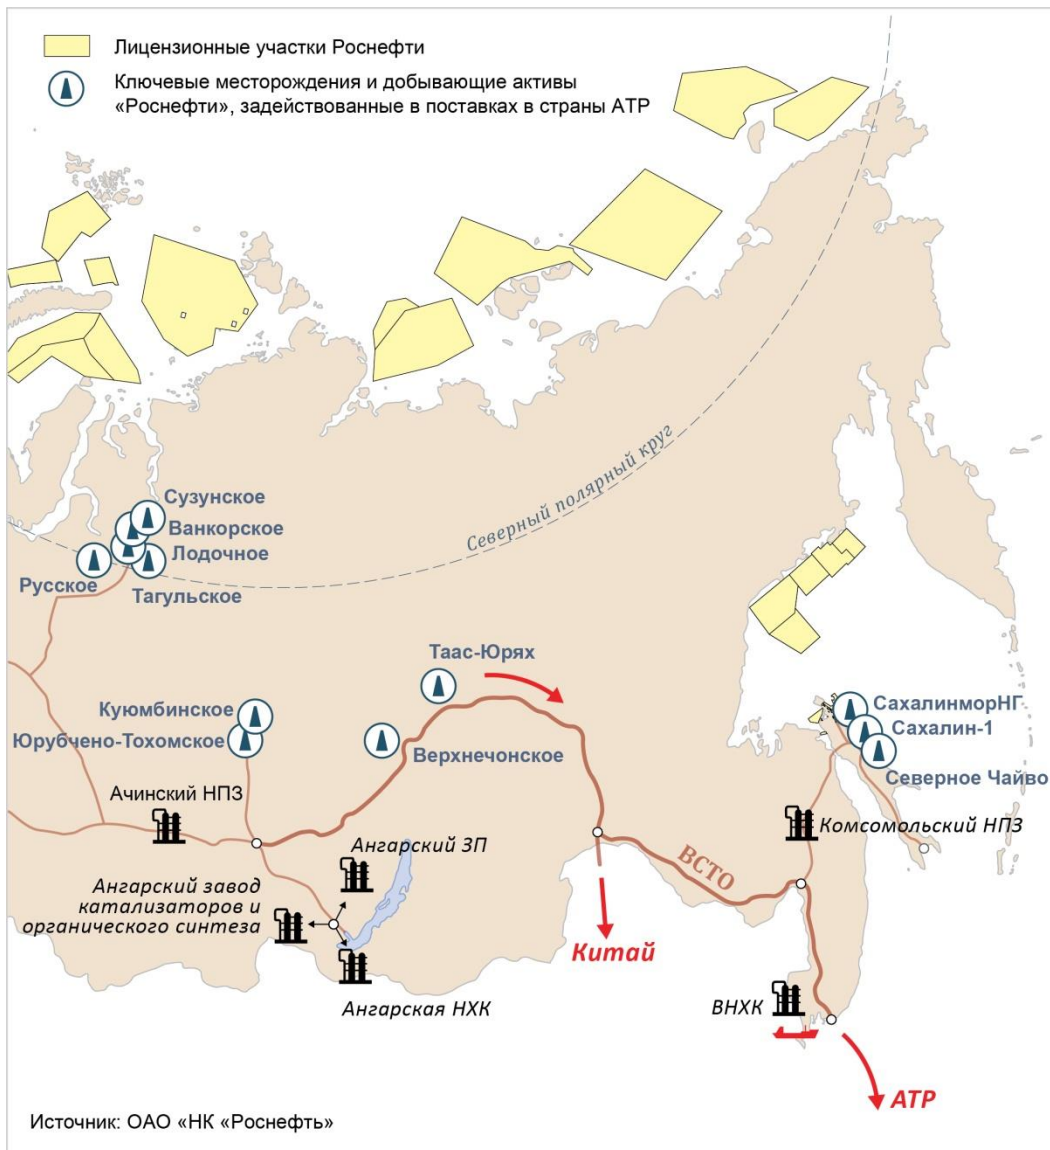 Лицензионные участки Роснефти
Ключевые месторождения и добывающие активы
«Роснефти», задействованные в поставках в страны АТР
Северный полярный круг
Сузунское
Ванкорское
Лодочное
Русское
Тагульское
Таас-Юрях
Куюмбинское
Юрубчено-Тохомское
Верхнечонское
СахалинморНГ
Сахалин-1
Северное Чайво
Ачинский НПЗ
Комсомольский НПЗ
Ангарский ЗП
ВСТО
Ангарский завод
катализаторов и
органического синтеза
Китай
Ангарская НХК
ВНХК
АТР
Источник: ОАО «НК «Роснефть»